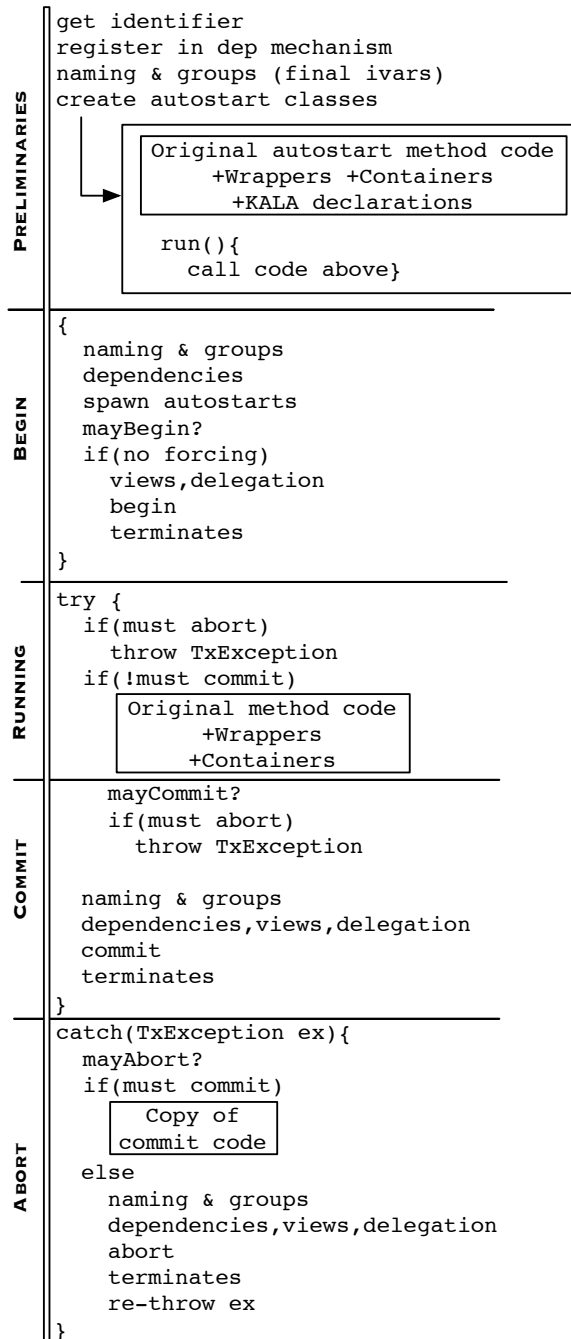 PRELIMINARIES
get identifier
register in dep mechanism
naming & groups (final ivars)
create autostart classes
Original autostart method code
+Wrappers +Containers
+KALA declarations
run(){
call code above}
BEGIN
{
naming & groups
dependencies
spawn autostarts
mayBegin?
if(no forcing)
views,delegation
begin
terminates
}
RUNNING
try {
if(must abort)
throw TxException
if(!must commit)
Original method code
+Wrappers
+Containers
COMMIT
mayCommit?
if(must abort)
throw TxException
naming & groups
dependencies,views,delegation
commit
terminates
}
ABORT
catch(TxException ex){
mayAbort?
if(must commit)
Copy of
commit code
else
naming & groups
dependencies,views,delegation
abort
terminates
re-throw ex
}